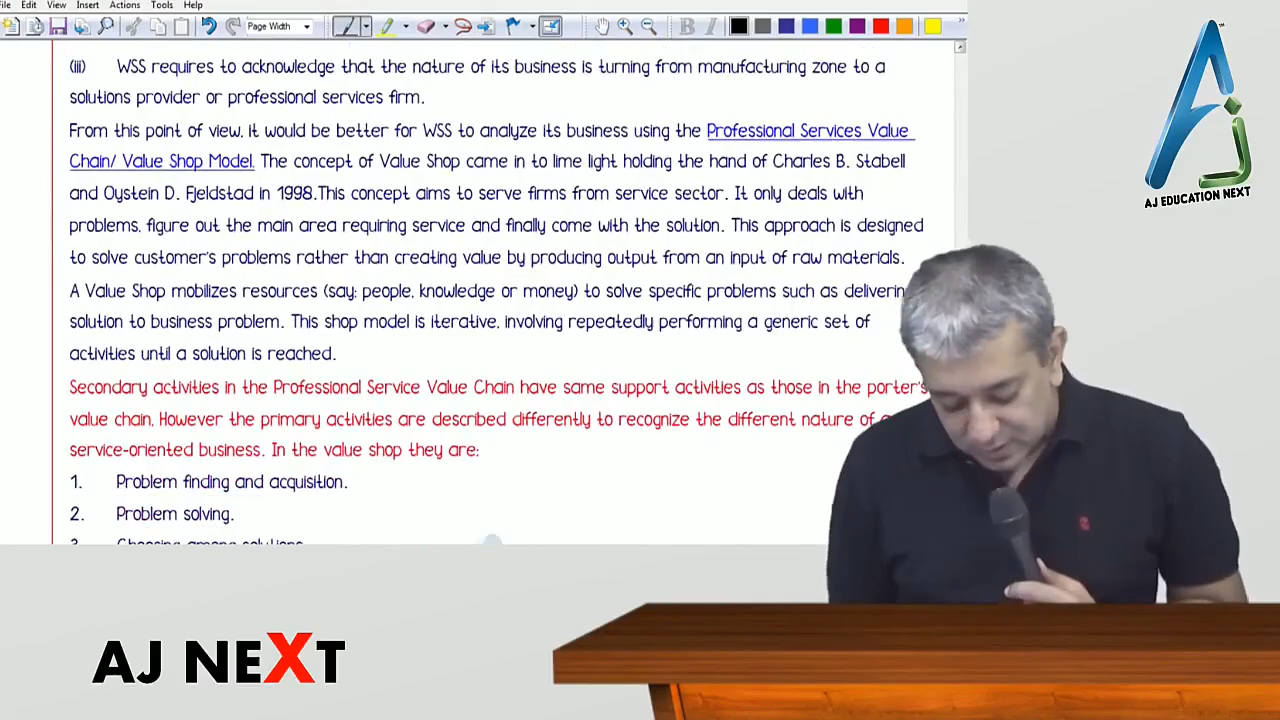 File Edit View Insert Actions Tools Help
Page Width
(iii) WSS requires to acknowledge that the nature of its business is turning from manufacturing zone to a
solutions provider or professional services firm.
From this point of view, it would be better for WSS to analyze its business using the Professional Services Value
Chain/ Value Shop Model. The concept of Value Shop came in to lime light holding the hand of Charles B. Stabell
and Oystein D. Fjeldstad in 1998.This concept aims to serve firms from service sector. It only deals with
problems, figure out the main area requiring service and finally come with the solution. This approach is designed
to solve customer's problems rather than creating value by producing output from an input of raw materials.
A Value Shop mobilizes resources (say: people, knowledge or money) to solve specific problems such as deliverin
solution to business problem. This shop model is iterative, involving repeatedly performing a generic set of
activities until a solution is reached.
Secondary activities in the Professional Service Value Chain have same support activities as those in the porter's
value chain, However the primary activities are described differently to recognize the different nature of
service-oriented business. In the value shop they are:
1. Problem finding and acquisition.
2. Problem solving.
3. Choosing among solutions
AJ EDUCATION NEXT
AJ NEXT